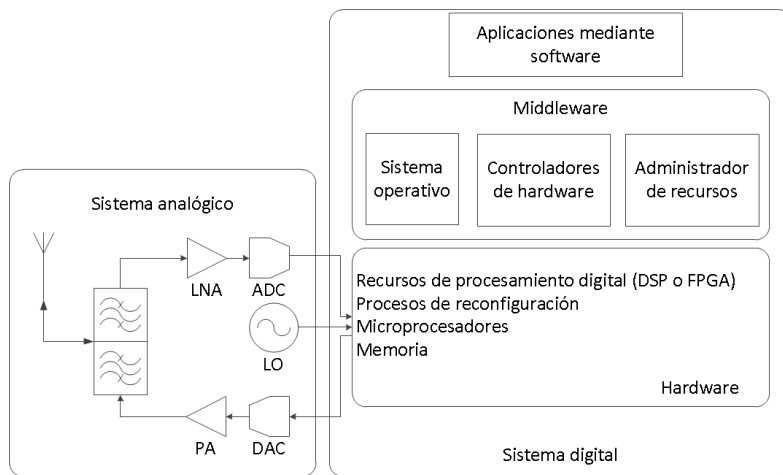 Aplicaciones mediante
software
Middleware
Sistema
operativo
Controladores
de hardware
Administrador
de recursos
Sistema analógico
LNA
ADC
LO
PA
DAC
Recursos de procesamiento digital (DSP o FPGA)
Procesos de reconfiguración
Microprocesadores
Memoria
Hardware
Sistema digital